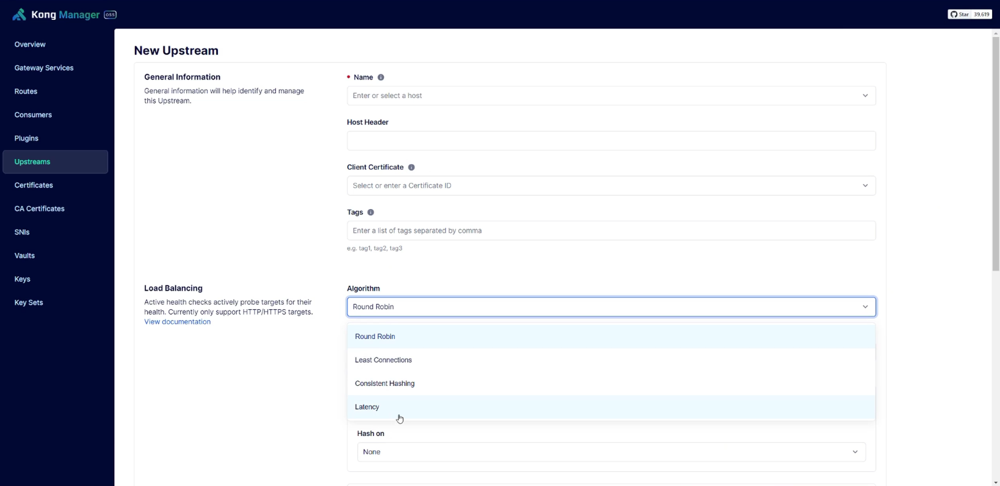 Kong Manager OSS
Star 39,619
Overview
Gateway Services
Routes
Consumers
Plugins
Upstreams
Certificates
CA Certificates
SNIs
Vaults
Keys
Key Sets
New Upstream
General Information
General information will help identify and manage
this Upstream.
Name
Enter or select a host
Host Header
Client Certificate
Select or enter a Certificate ID
Tags
Enter a list of tags separated by comma
e.g. tag1, tag2, tag3
Load Balancing
Active health checks actively probe targets for their
health. Currently only support HTTP/HTTPS targets.
View documentation
Algorithm
Round Robin
Round Robin
Least Connections
Consistent Hashing
Latency
Hash on
None